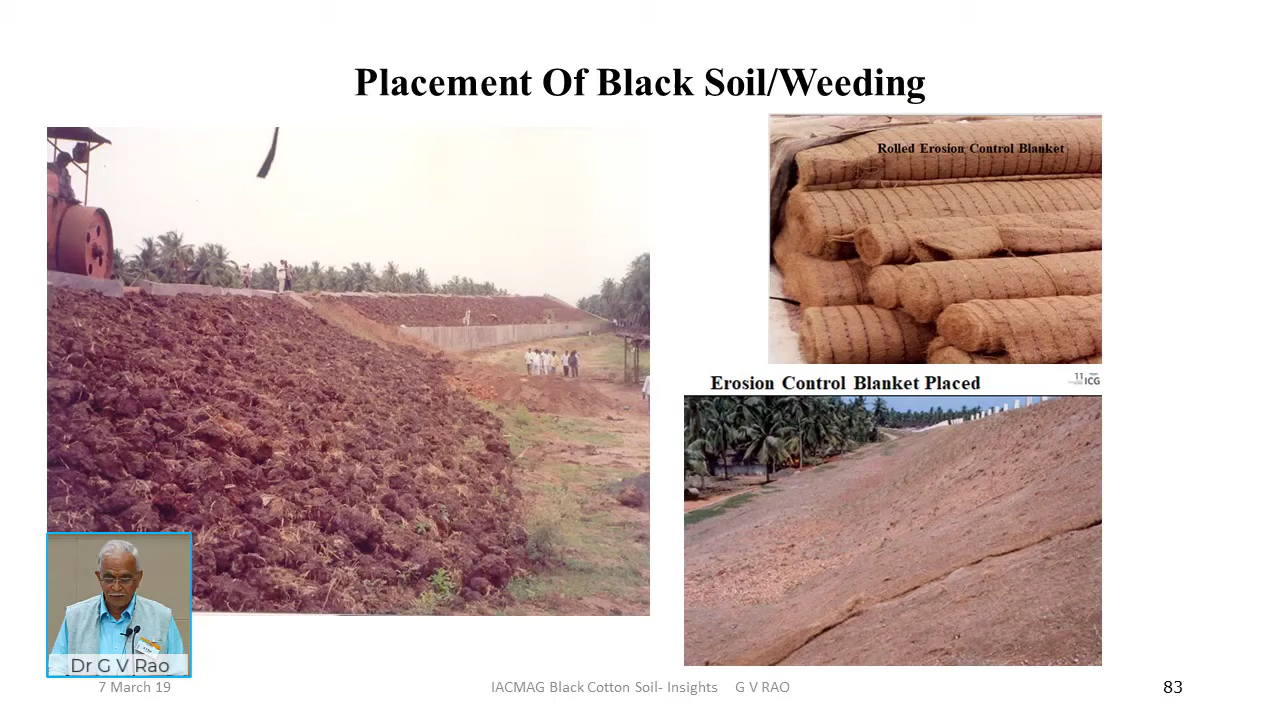 Placement Of Black Soil/Weeding
Rolled Erosion Control Blanket
Erosion Control Blanket Placed
11
ICG
Dr G V Rao
7 March 19
IACMAG Black Cotton Soil- Insights G V RAO
83